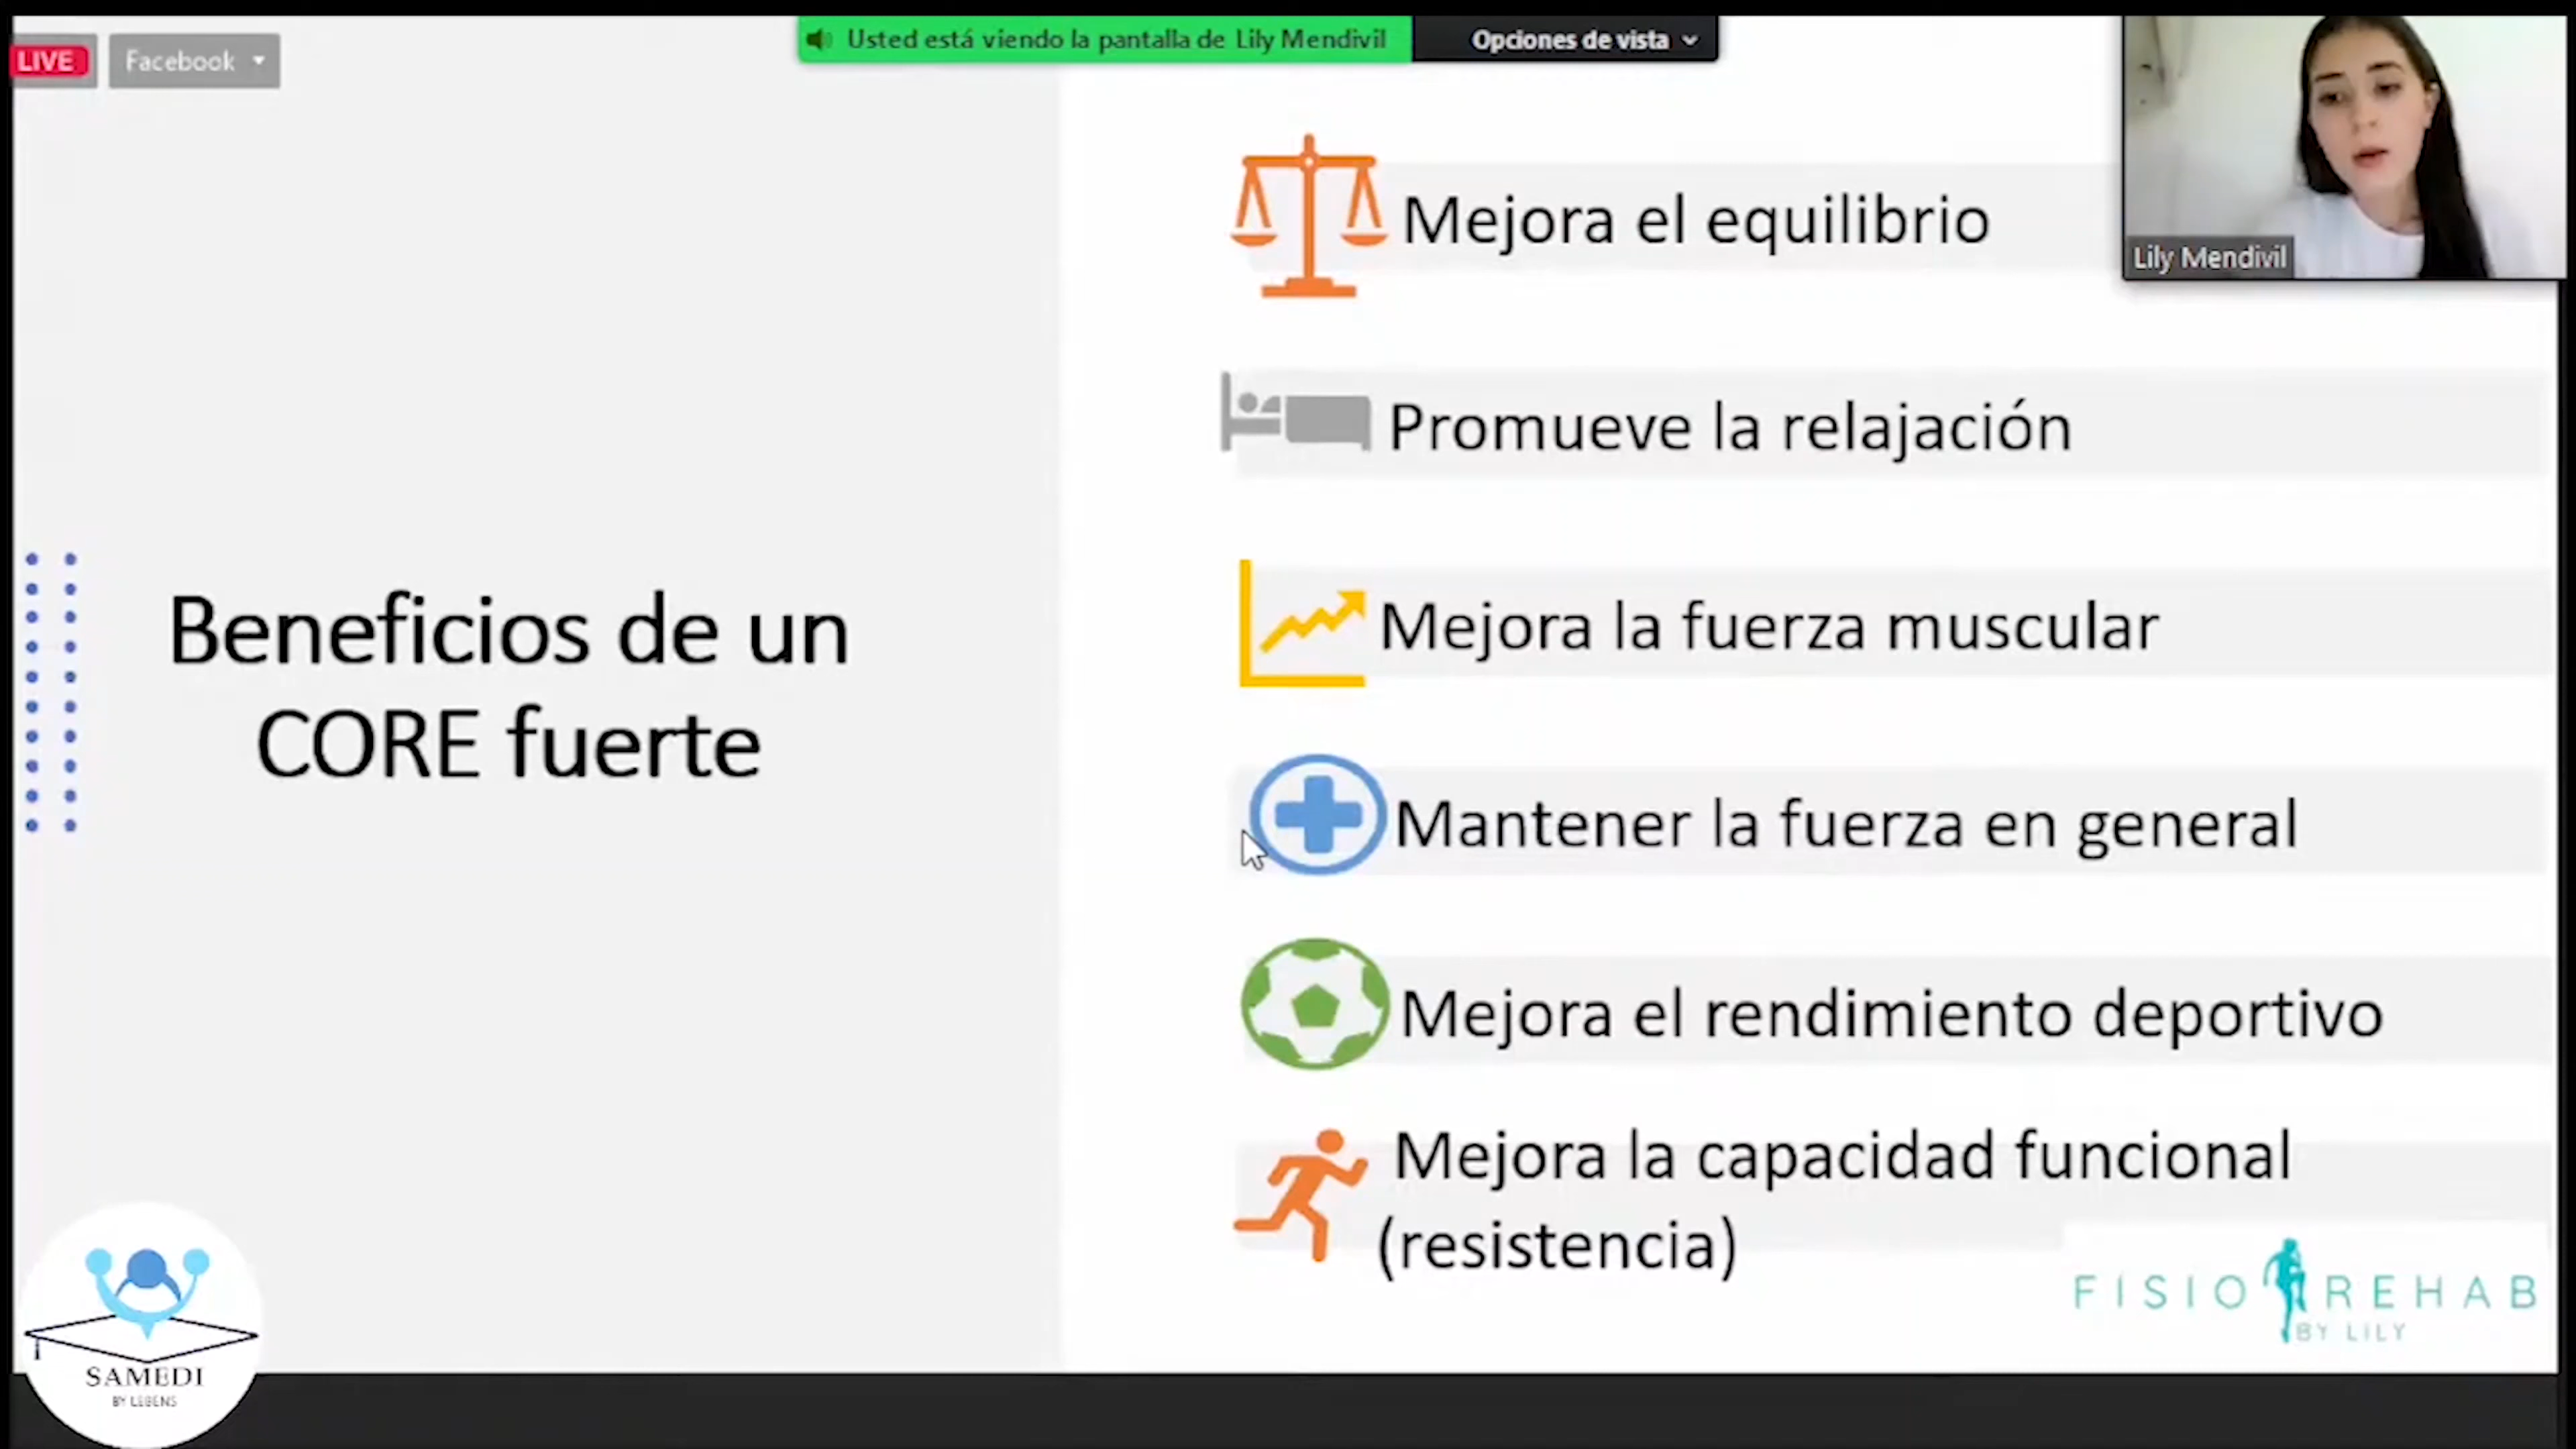 LIVE
Facebook
Usted está viendo la pantalla de Lily Mendivil
Opciones de vista
Lily Mendivil
Beneficios de un
CORE fuerte
Mejora el equilibrio
Promueve la relajación
Mejora la fuerza muscular
Mantener la fuerza en general
Mejora el rendimiento deportivo
Mejora la capacidad funcional
(resistencia)
SAMEDI
BY LEBENS
FISIO REHAB
BY LILY